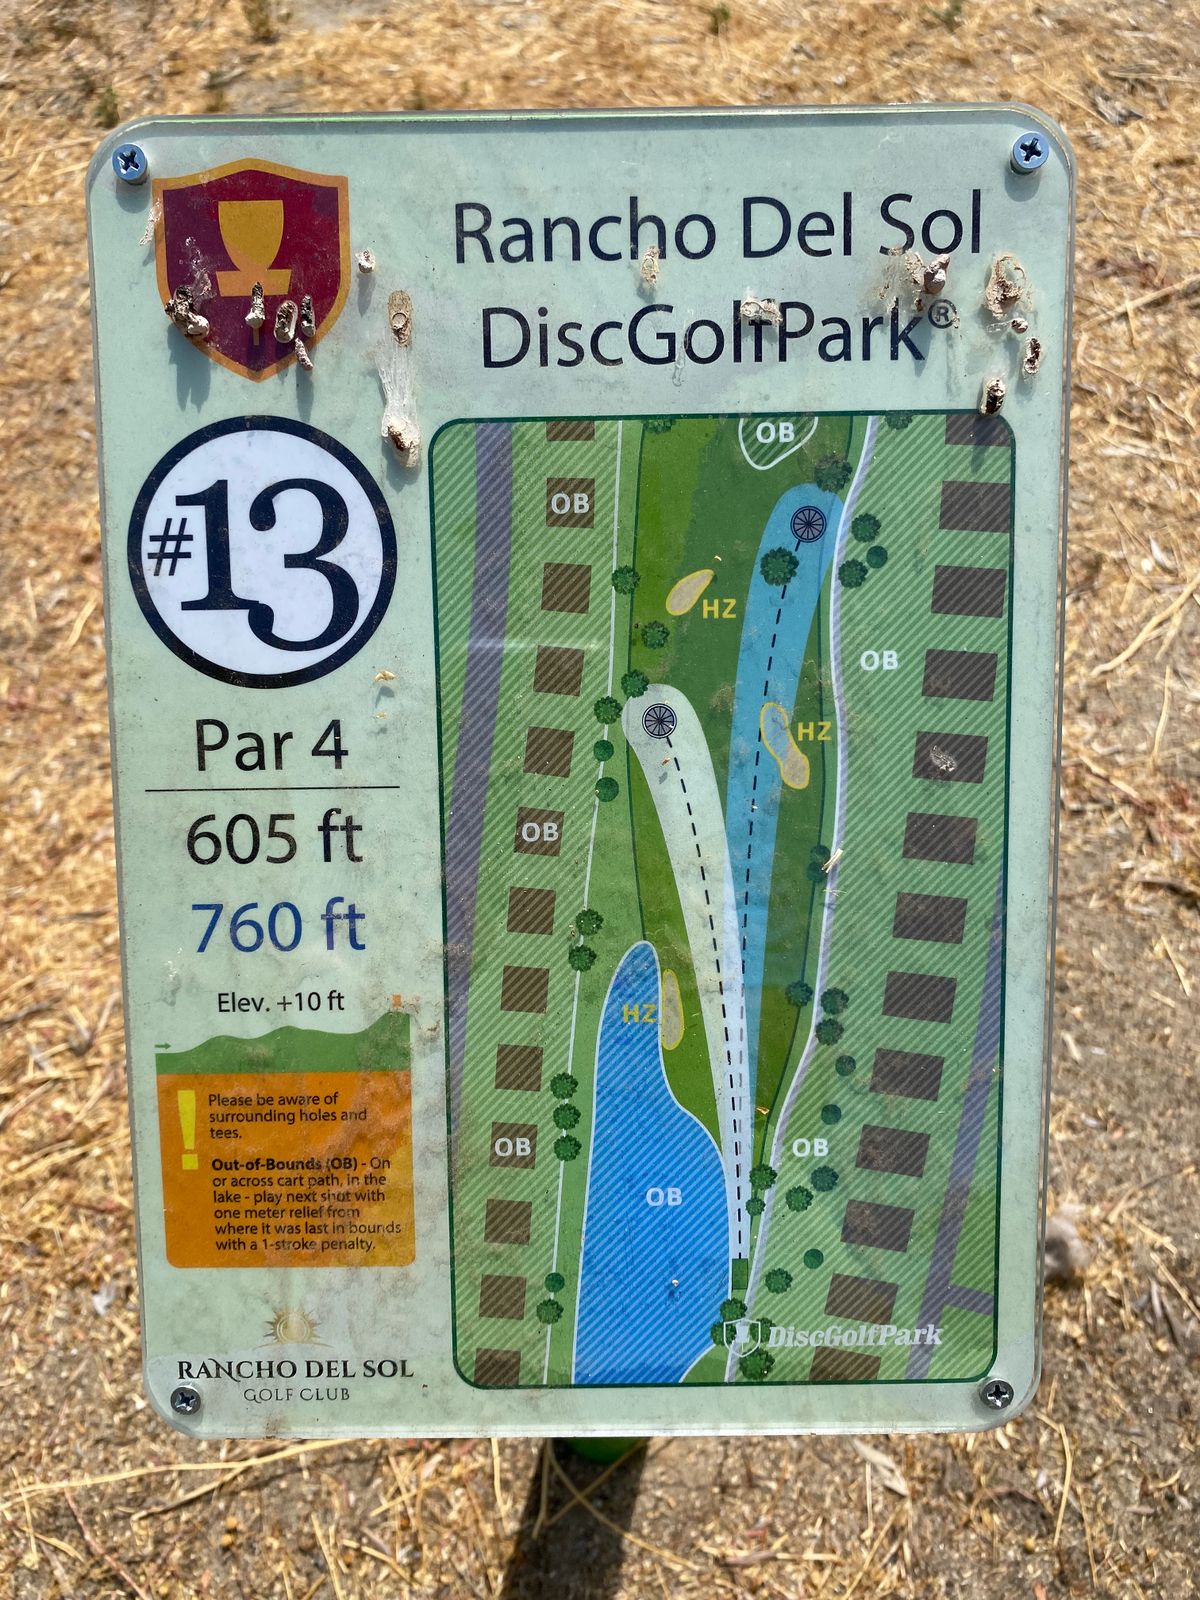 Rancho Del Sol
DiscGolfPark®
#13
Par 4
605 ft
760 ft
Elev. +10 ft
!
Please be aware of
surrounding holes and
tees.
Out-of-Bounds (OB) - On
or across cart path, in the
lake - play next shot with
one meter relief from
where it was last in bounds
with a 1-stroke penalty.
RANCHO DEL SOL
GOLF CLUB
OB
OB
HZ
OB
HZ
OB
HZ
OB
OB
OB
DiscGolfPark